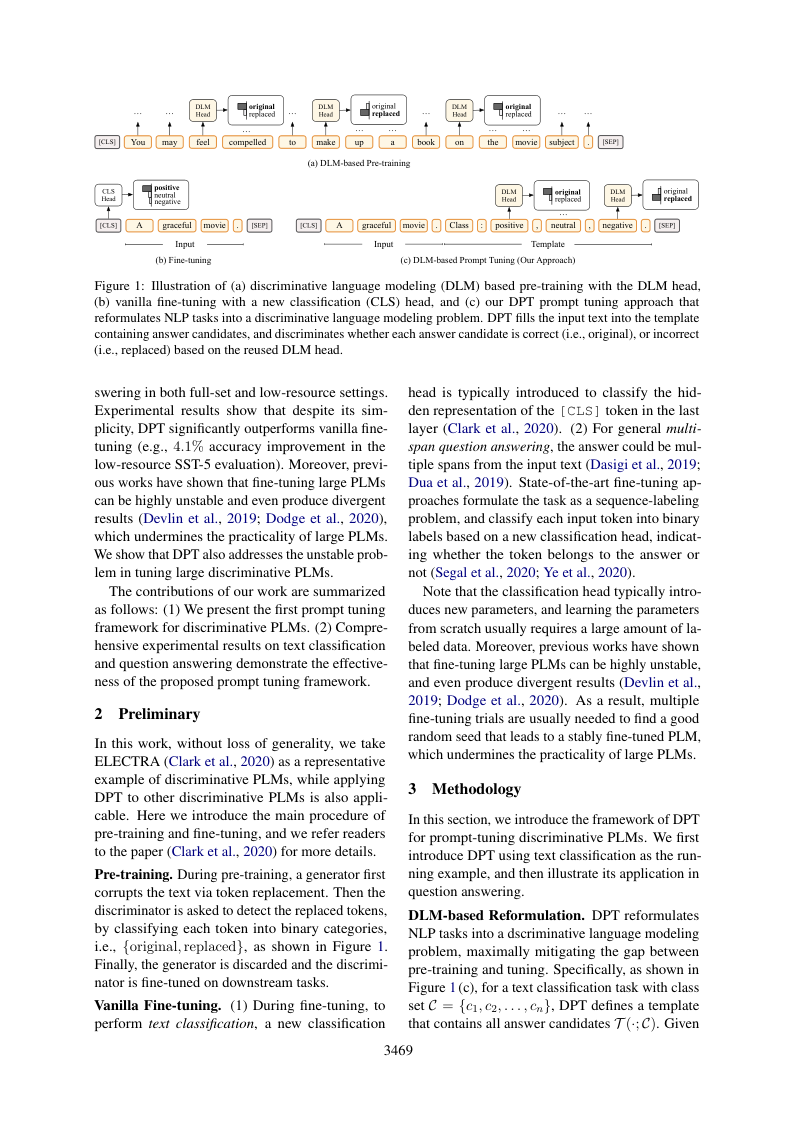 DLM Head original replaced DLM Head original replaced DLM Head original replaced
... ... ... ... ... ... ... ... ... ... ...
[CLS] You may feel compelled to make up a book on the movie subject . [SEP]
(a) DLM-based Pre-training
CLS Head positive neutral negative
[CLS] A graceful movie . [SEP]
Input
(b) Fine-tuning
DLM Head original replaced DLM Head original replaced
...
[CLS] A graceful movie . Class : positive , neutral , negative . [SEP]
Input Template
(c) DLM-based Prompt Tuning (Our Approach)
Figure 1: Illustration of (a) discriminative language modeling (DLM) based pre-training with the DLM head,
(b) vanilla fine-tuning with a new classification (CLS) head, and (c) our DPT prompt tuning approach that
reformulates NLP tasks into a discriminative language modeling problem. DPT fills the input text into the template
containing answer candidates, and discriminates whether each answer candidate is correct (i.e., original), or incorrect
(i.e., replaced) based on the reused DLM head.
swering in both full-set and low-resource settings.
Experimental results show that despite its sim-
plicity, DPT significantly outperforms vanilla fine-
tuning (e.g., 4.1% accuracy improvement in the
low-resource SST-5 evaluation). Moreover, previ-
ous works have shown that fine-tuning large PLMs
can be highly unstable and even produce divergent
results (Devlin et al., 2019; Dodge et al., 2020),
which undermines the practicality of large PLMs.
We show that DPT also addresses the unstable prob-
lem in tuning large discriminative PLMs.
The contributions of our work are summarized
as follows: (1) We present the first prompt tuning
framework for discriminative PLMs. (2) Compre-
hensive experimental results on text classification
and question answering demonstrate the effective-
ness of the proposed prompt tuning framework.
2 Preliminary
In this work, without loss of generality, we take
ELECTRA (Clark et al., 2020) as a representative
example of discriminative PLMs, while applying
DPT to other discriminative PLMs is also appli-
cable. Here we introduce the main procedure of
pre-training and fine-tuning, and we refer readers
to the paper (Clark et al., 2020) for more details.
Pre-training. During pre-training, a generator first
corrupts the text via token replacement. Then the
discriminator is asked to detect the replaced tokens,
by classifying each token into binary categories,
i.e., {original, replaced}, as shown in Figure 1.
Finally, the generator is discarded and the discrimi-
nator is fine-tuned on downstream tasks.
Vanilla Fine-tuning. (1) During fine-tuning, to
perform text classification, a new classification
head is typically introduced to classify the hid-
den representation of the [CLS] token in the last
layer (Clark et al., 2020). (2) For general multi-
span question answering, the answer could be mul-
tiple spans from the input text (Dasigi et al., 2019;
Dua et al., 2019). State-of-the-art fine-tuning ap-
proaches formulate the task as a sequence-labeling
problem, and classify each input token into binary
labels based on a new classification head, indicat-
ing whether the token belongs to the answer or
not (Segal et al., 2020; Ye et al., 2020).
Note that the classification head typically intro-
duces new parameters, and learning the parameters
from scratch usually requires a large amount of la-
beled data. Moreover, previous works have shown
that fine-tuning large PLMs can be highly unstable,
and even produce divergent results (Devlin et al.,
2019; Dodge et al., 2020). As a result, multiple
fine-tuning trials are usually needed to find a good
random seed that leads to a stably fine-tuned PLM,
which undermines the practicality of large PLMs.
3 Methodology
In this section, we introduce the framework of DPT
for prompt-tuning discriminative PLMs. We first
introduce DPT using text classification as the run-
ning example, and then illustrate its application in
question answering.
DLM-based Reformulation. DPT reformulates
NLP tasks into a dscriminative language modeling
problem, maximally mitigating the gap between
pre-training and tuning. Specifically, as shown in
Figure 1 (c), for a text classification task with class
set C = {c1, c2, . . . , cn}, DPT defines a template
that contains all answer candidates T(·; C). Given
3469